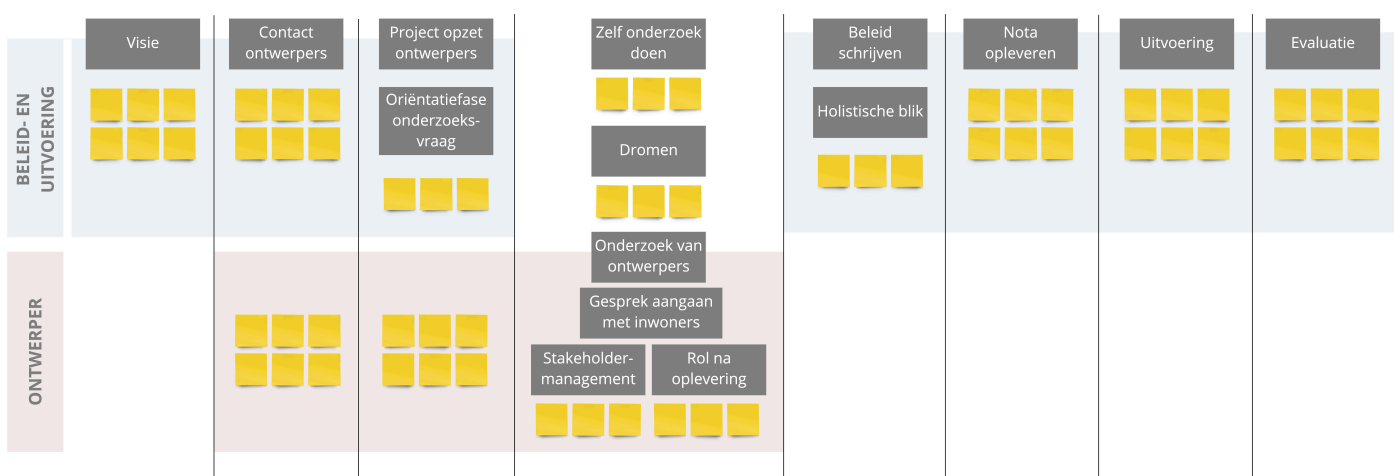 BELEID- EN
UITVOERING
Visie
Contact
ontwerpers
Project opzet
ontwerpers
Oriëntatiefase
onderzoeks-
vraag
Zelf onderzoek
doen
Dromen
Beleid
schrijven
Holistische blik
Nota
opleveren
Uitvoering
Evaluatie
ONTWERPER
Onderzoek van
ontwerpers
Gesprek aangaan
met inwoners
Stakeholder-
management
Rol na
oplevering